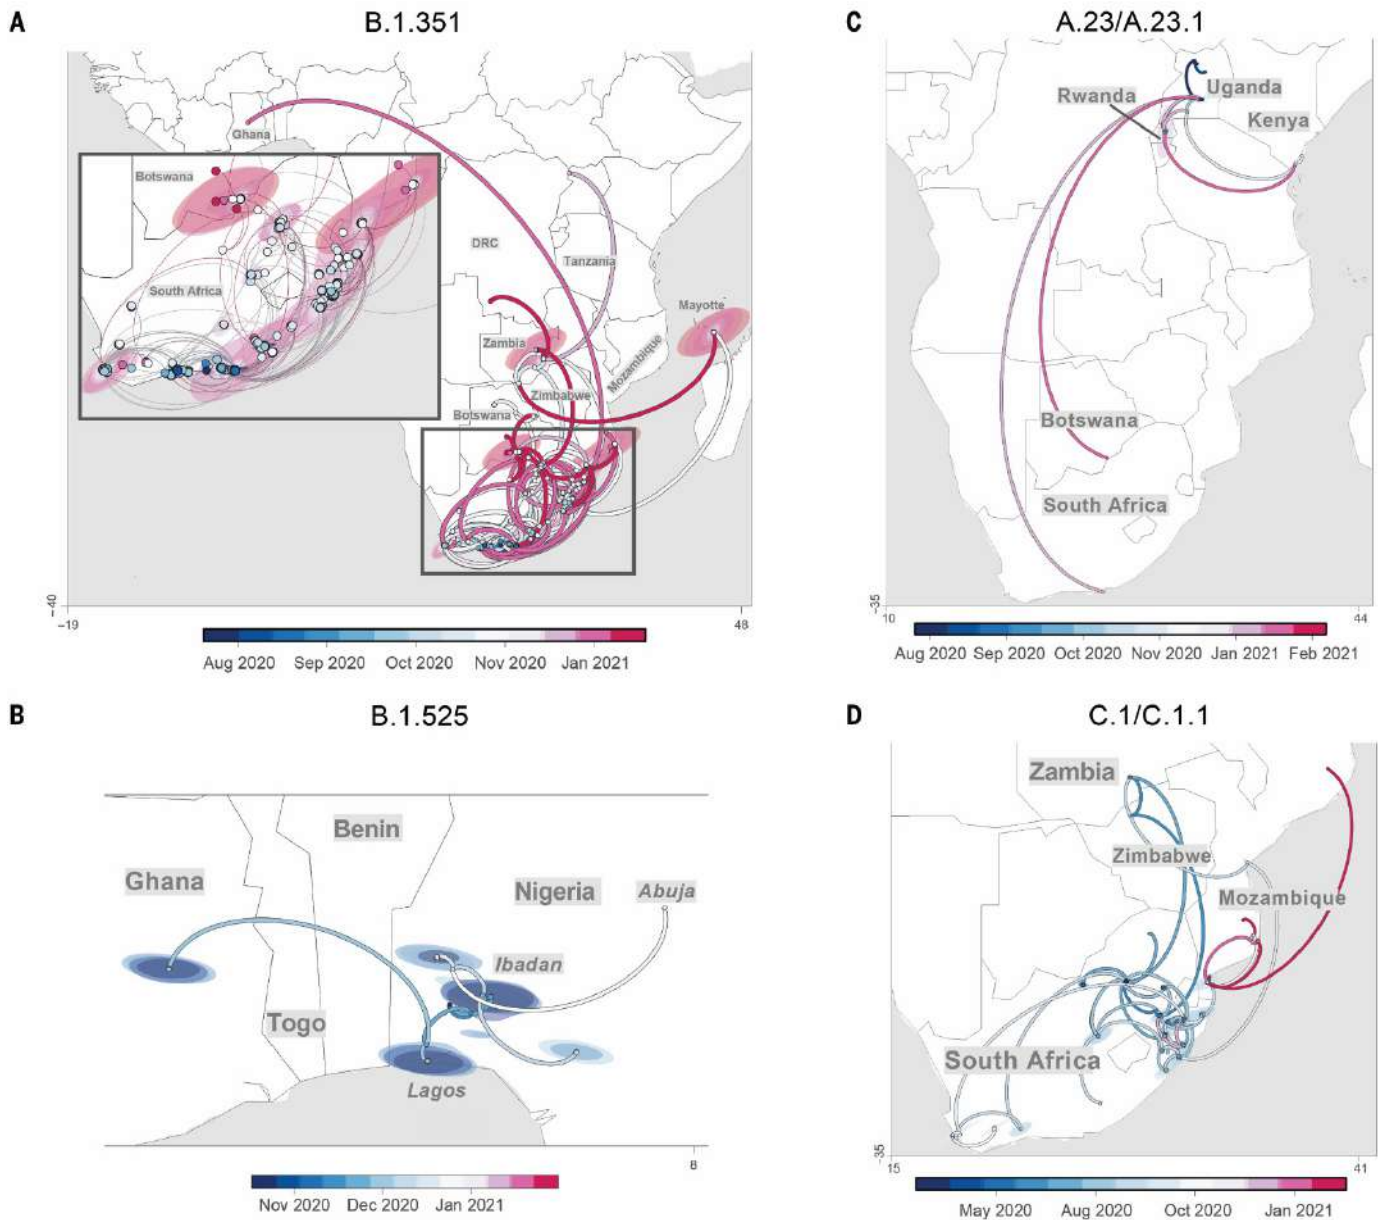 A
B.1.351
Ghana
Botswana
South Africa
DRC
Tanzania
Mayotte
Zambia
Mozambique
Zimbabwe
Botswana
-40
-19
48
Aug 2020 Sep 2020 Oct 2020 Nov 2020 Jan 2021
C
A.23/A.23.1
Rwanda
Uganda
Kenya
Botswana
South Africa
-35
10
44
Aug 2020 Sep 2020 Oct 2020 Nov 2020 Jan 2021 Feb 2021
B
B.1.525
Benin
Ghana
Nigeria
Abuja
Ibadan
Togo
Lagos
8
Nov 2020 Dec 2020 Jan 2021
D
C.1/C.1.1
Zambia
Zimbabwe
Mozambique
South Africa
-35
15
41
May 2020 Aug 2020 Oct 2020 Jan 2021